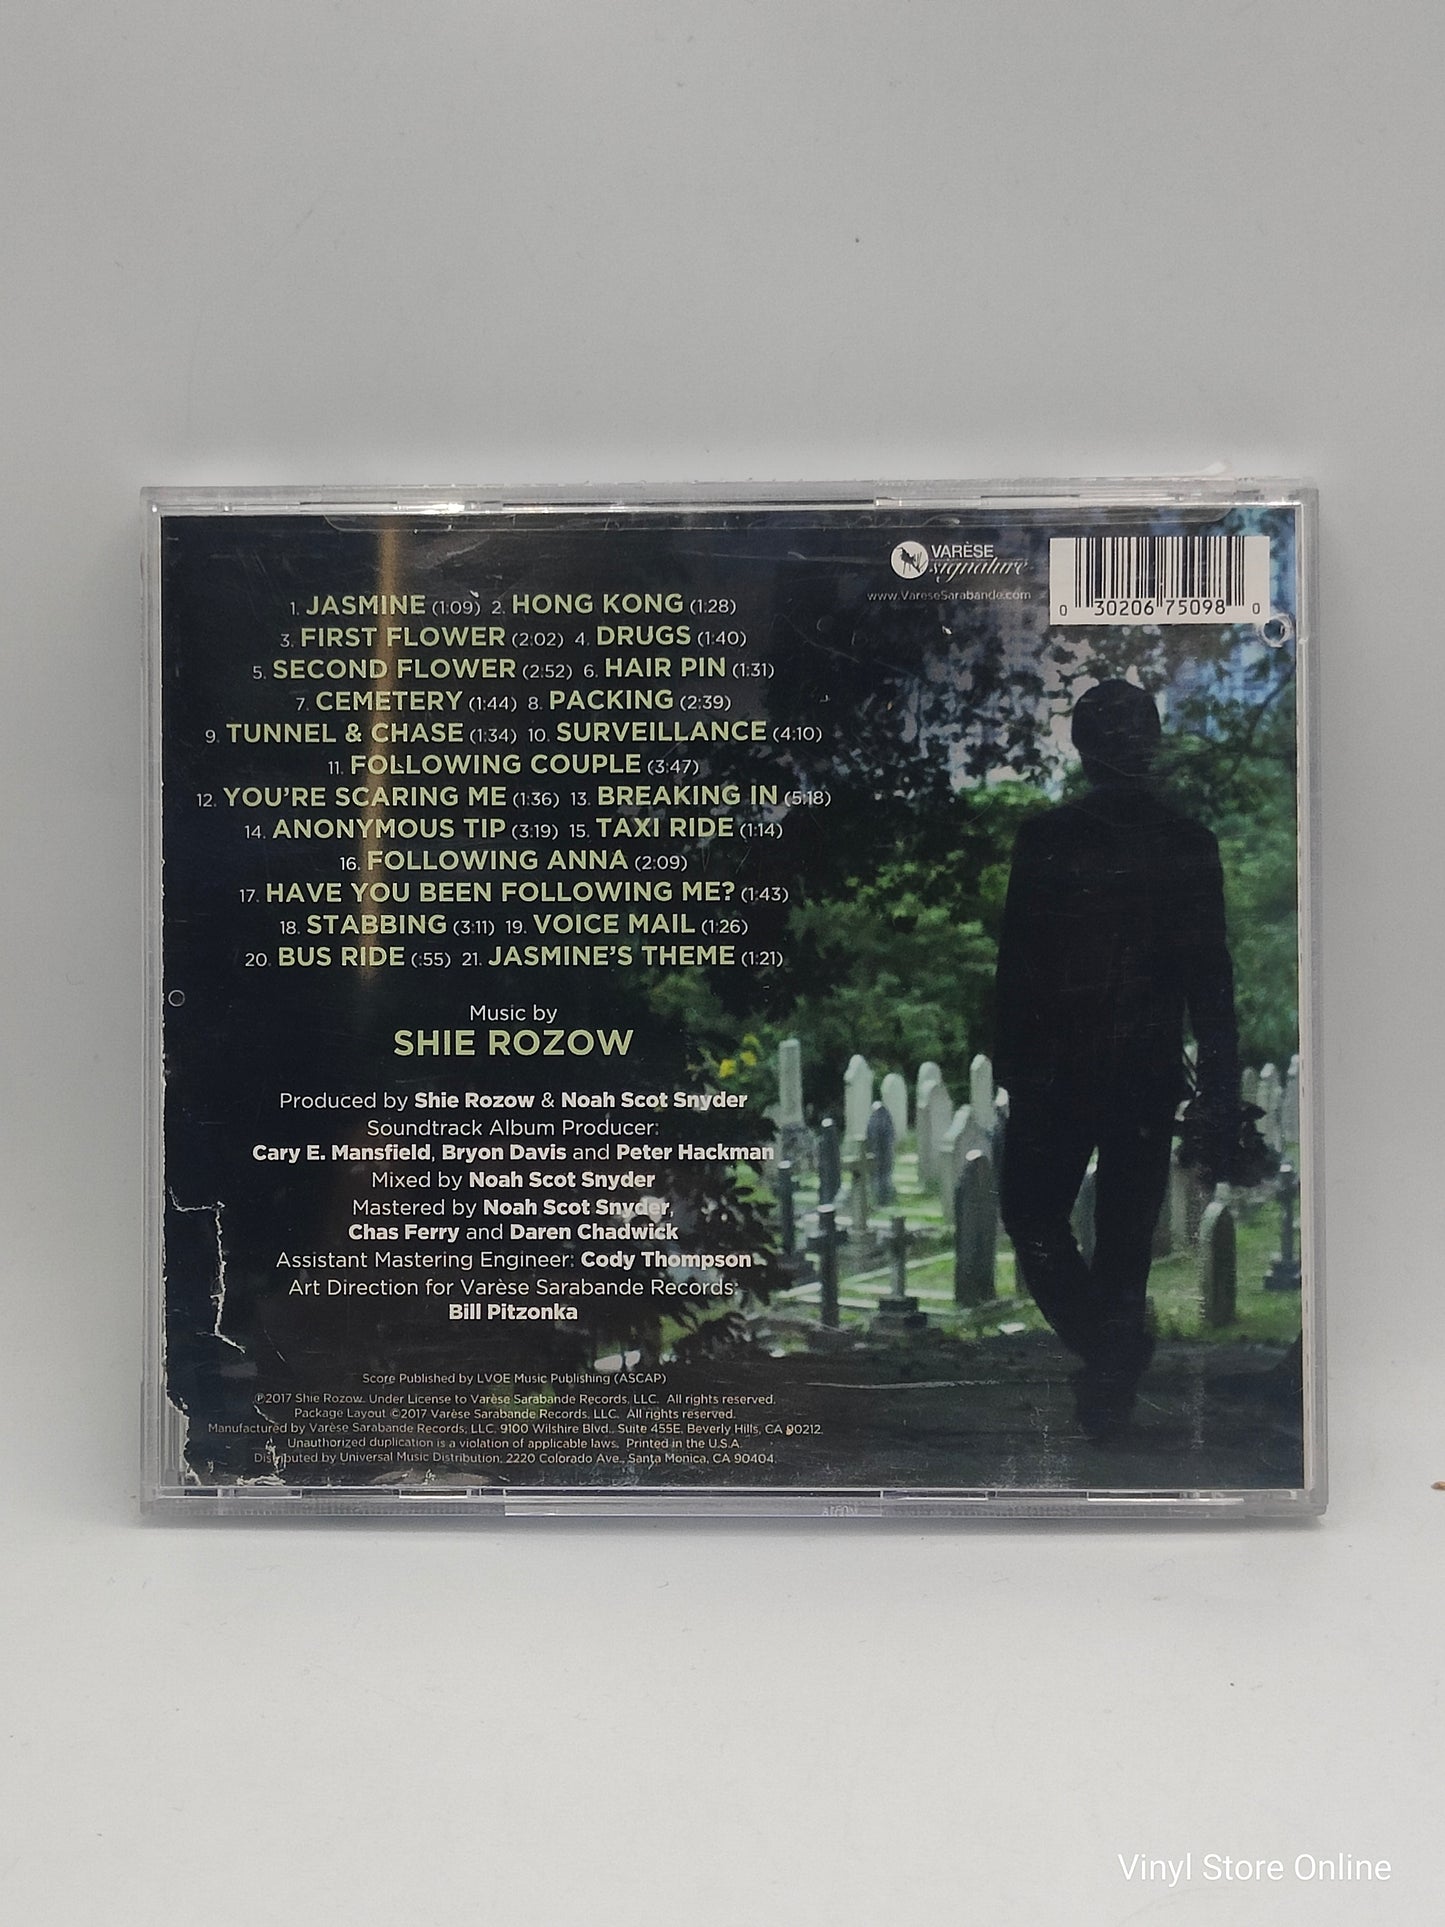 VARÈSE
signature
www.VareseSarabande.com
0 30206 75098 0
1. JASMINE (1:09) 2. HONG KONG (1:28)
3. FIRST FLOWER (2:02) 4. DRUGS (1:40)
5. SECOND FLOWER (2:52) 6. HAIR PIN (1:31)
7. CEMETERY (1:44) 8. PACKING (2:39)
9. TUNNEL & CHASE (1:34) 10. SURVEILLANCE (4:10)
11. FOLLOWING COUPLE (3:47)
12. YOU'RE SCARING ME (1:36) 13. BREAKING IN (5:18)
14. ANONYMOUS TIP (3:19) 15. TAXI RIDE (1:14)
16. FOLLOWING ANNA (2:09)
17. HAVE YOU BEEN FOLLOWING ME? (1:43)
18. STABBING (3:11) 19. VOICE MAIL (1:26)
20. BUS RIDE (:55) 21. JASMINE'S THEME (1:21)
Music by
SHIE ROZOW
Produced by Shie Rozow & Noah Scot Snyder
Soundtrack Album Producer:
Cary E. Mansfield, Bryon Davis and Peter Hackman
Mixed by Noah Scot Snyder
Mastered by Noah Scot Snyder,
Chas Ferry and Daren Chadwick
Assistant Mastering Engineer: Cody Thompson
Art Direction for Varèse Sarabande Records:
Bill Pitzonka
Score Published by LVOE Music Publishing (ASCAP)
℗2017 Shie Rozow. Under License to Varèse Sarabande Records, LLC. All rights reserved.
Package Layout ©2017 Varèse Sarabande Records, LLC. All rights reserved.
Manufactured by Varèse Sarabande Records, LLC. 9100 Wilshire Blvd., Suite 455E, Beverly Hills, CA 90212.
Unauthorized duplication is a violation of applicable laws. Printed in the U.S.A.
Distributed by Universal Music Distribution: 2220 Colorado Ave., Santa Monica, CA 90404.
Vinyl Store Online